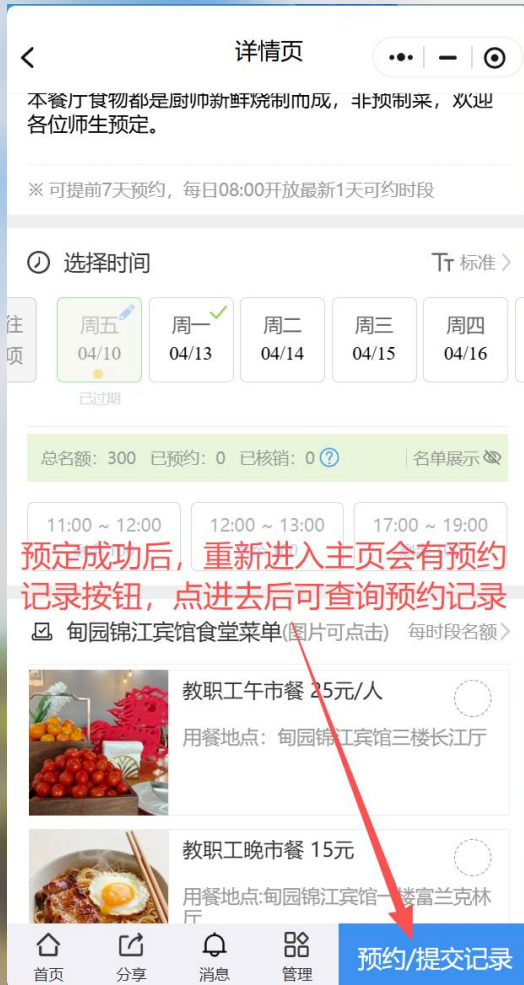 详情页
本餐厅食物都是厨师新鲜烧制而成，非预制菜，欢迎
各位师生预定。
※ 可提前7天预约，每日08:00开放最新1天可约时段
选择时间
标准
往
项
周五
04/10
周一
04/13
周二
04/14
周三
04/15
周四
04/16
已过期
总名额：300 已预约：0 已核销：0
名单展示
11:00 ~ 12:00
12:00 ~ 13:00
17:00 ~ 19:00
预定成功后，重新进入主页会有预约
记录按钮，点进去后可查询预约记录
甸园锦江宾馆食堂菜单(图片可点击) 每时段名额
教职工午市餐 25元/人
用餐地点：甸园锦江宾馆三楼长江厅
教职工晚市餐 15元
用餐地点:甸园锦江宾馆一楼富兰克林
厅
首页
分享
消息
管理
预约/提交记录